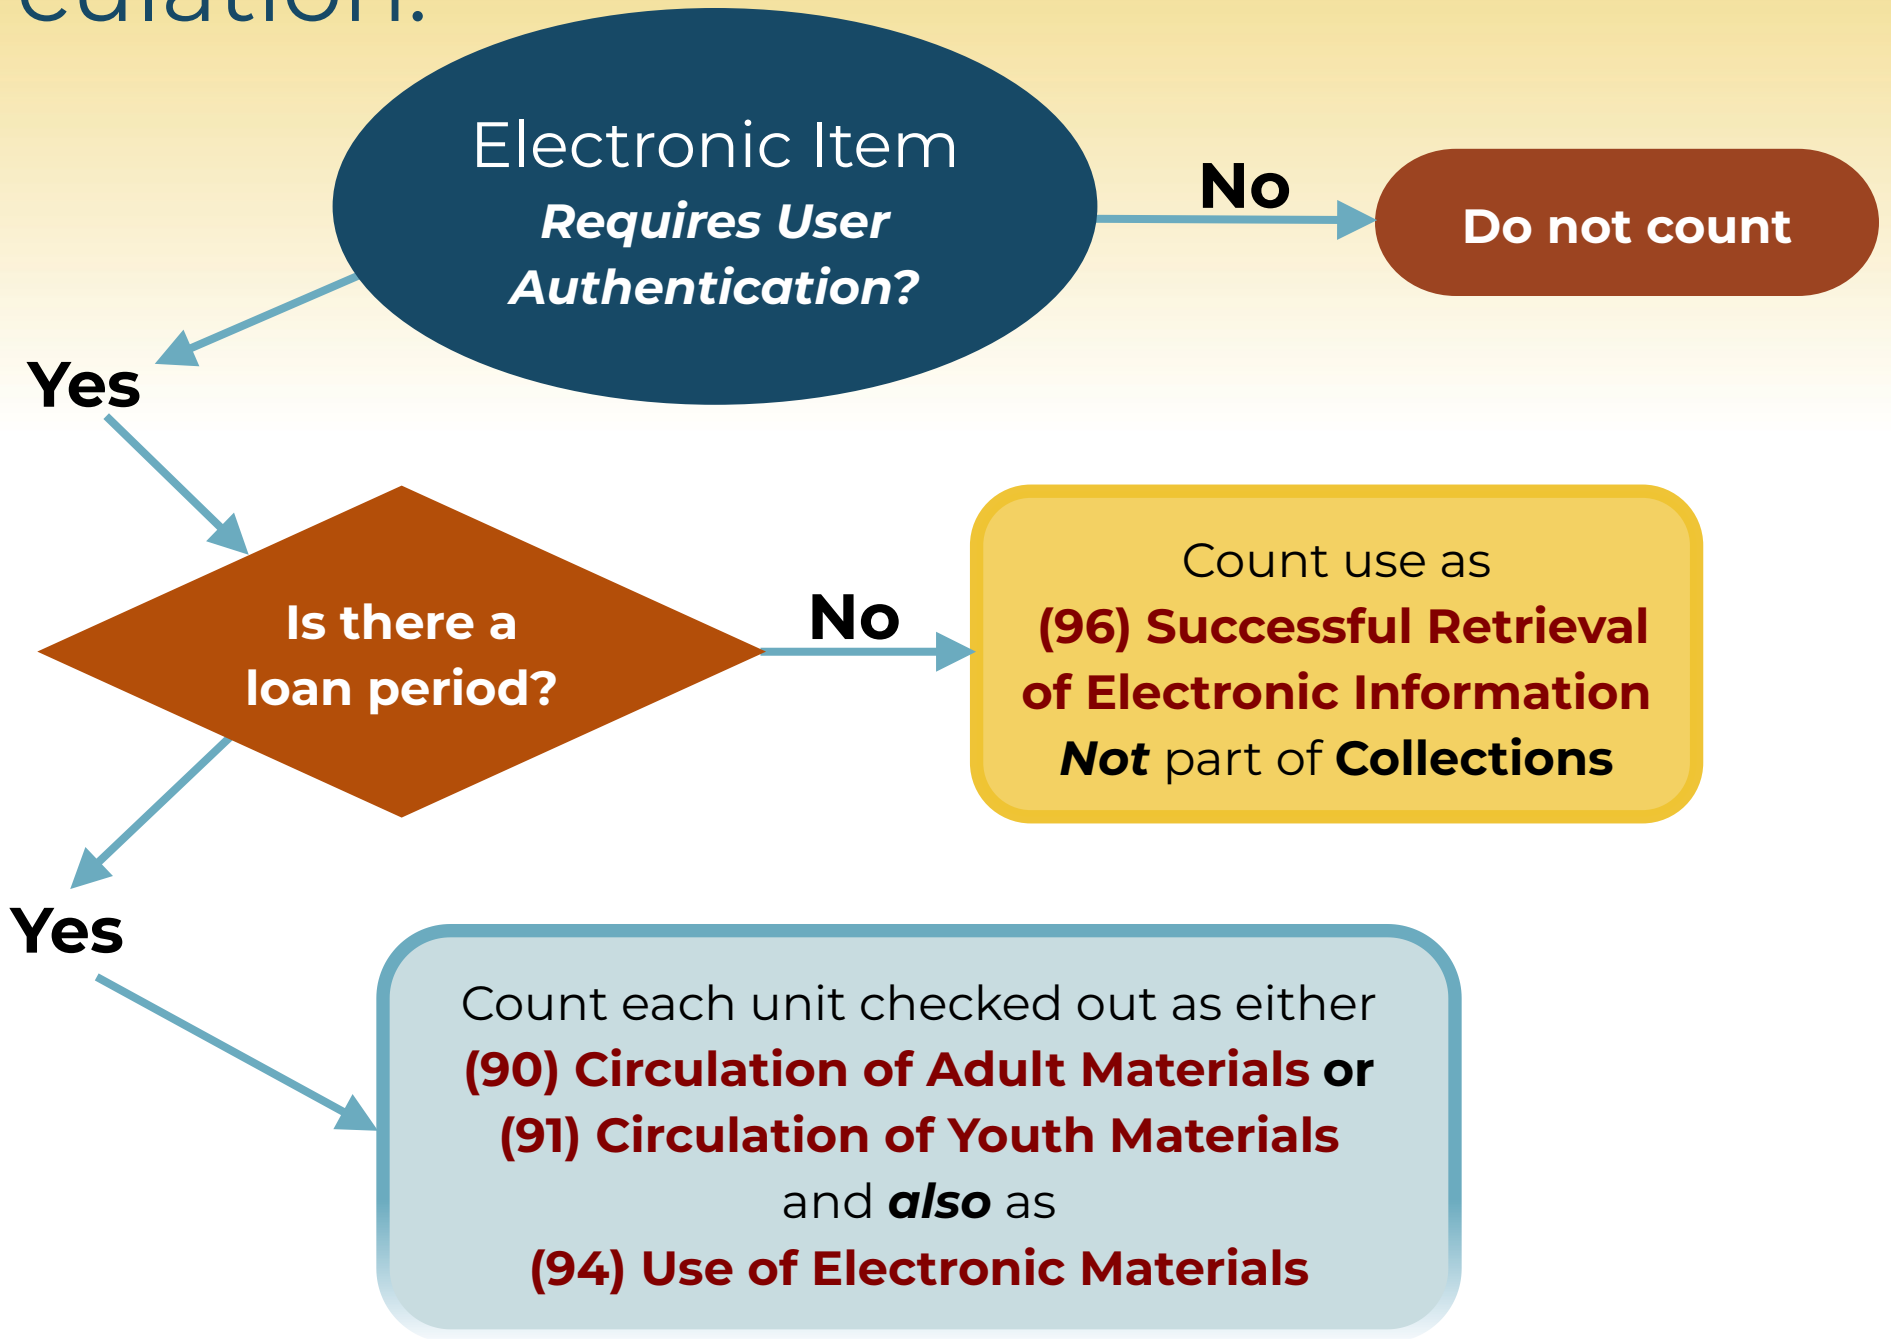 culation:
Electronic Item
Requires User
Authentication?
No
Do not count
Yes
Is there a
loan period?
No
Count use as
(96) Successful Retrieval
of Electronic Information
Not part of Collections
Yes
Count each unit checked out as either
(90) Circulation of Adult Materials or
(91) Circulation of Youth Materials
and also as
(94) Use of Electronic Materials